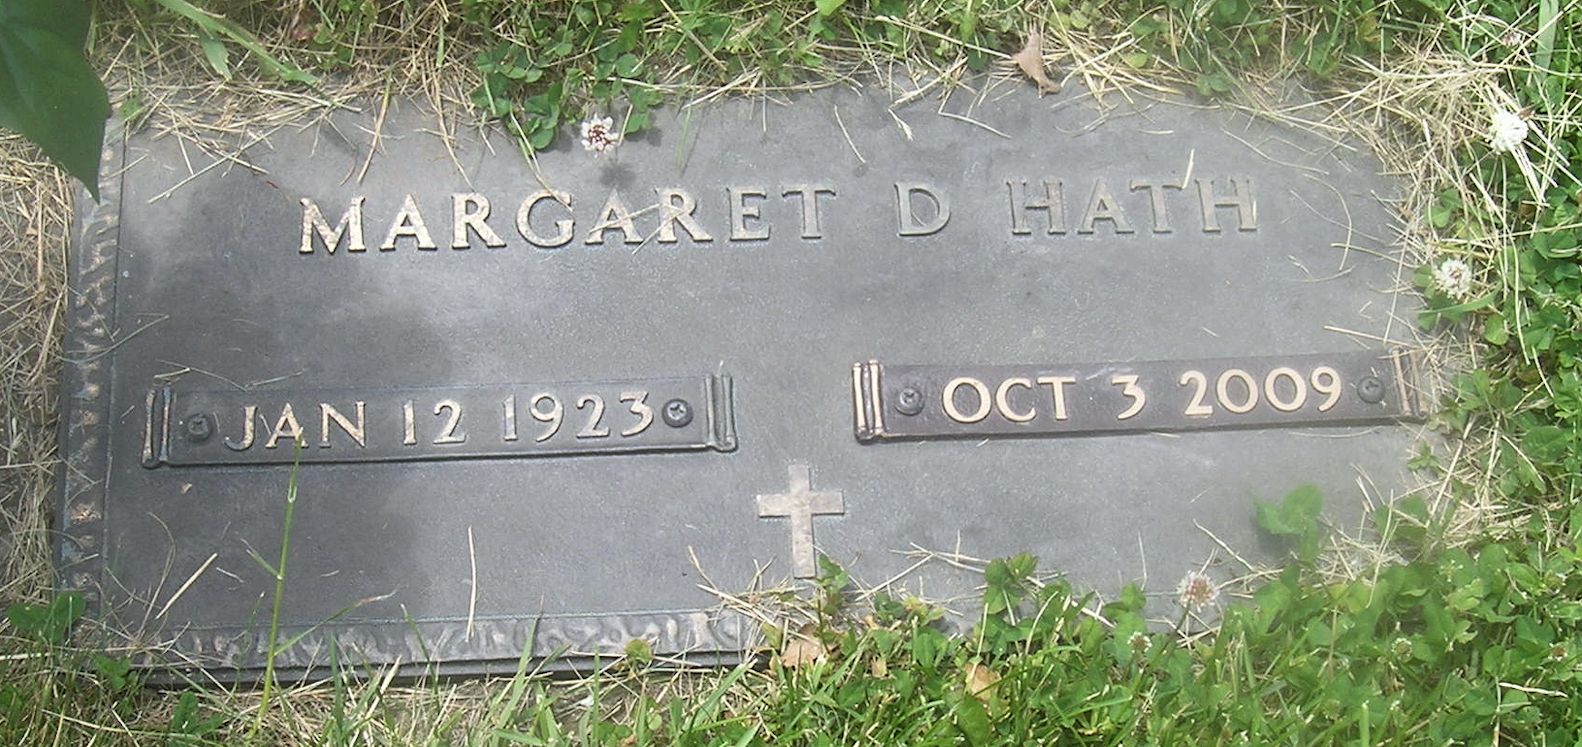 MARGARET D HATH
JAN 12 1923
OCT 3 2009